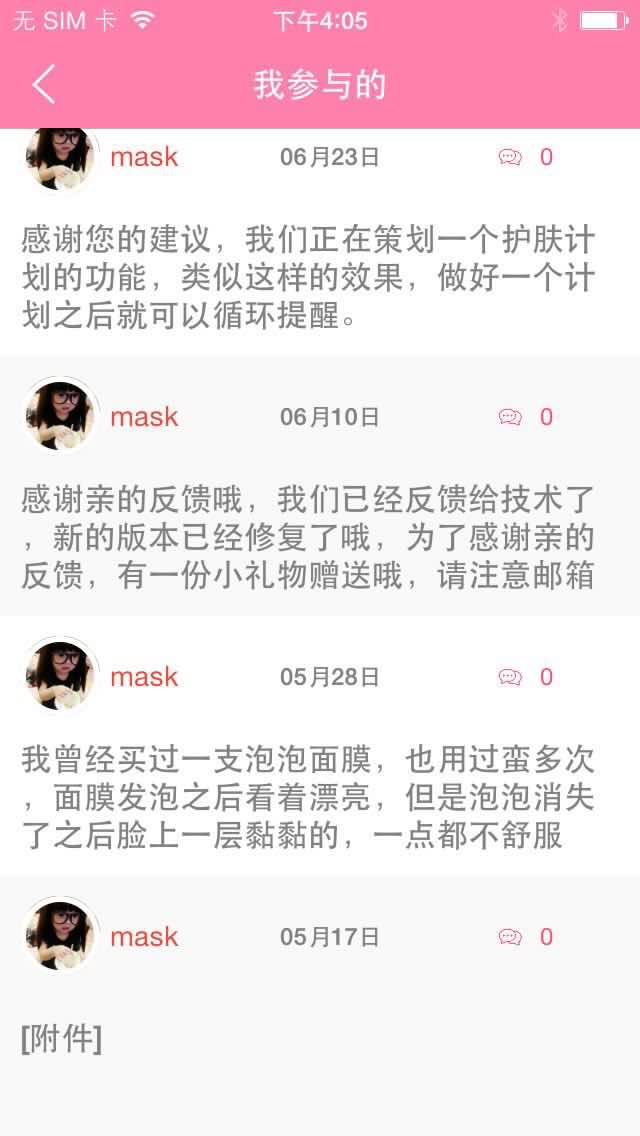 无 SIM 卡 下午4:05
我参与的
mask 06月23日 0
感谢您的建议，我们正在策划一个护肤计
划的功能，类似这样的效果，做好一个计
划之后就可以循环提醒。
mask 06月10日 0
感谢亲的反馈哦，我们已经反馈给技术了
，新的版本已经修复了哦，为了感谢亲的
反馈，有一份小礼物赠送哦，请注意邮箱
mask 05月28日 0
我曾经买过一支泡泡面膜，也用过蛮多次
，面膜发泡之后看着漂亮，但是泡泡消失
了之后脸上一层黏黏的，一点都不舒服
mask 05月17日 0
[附件]